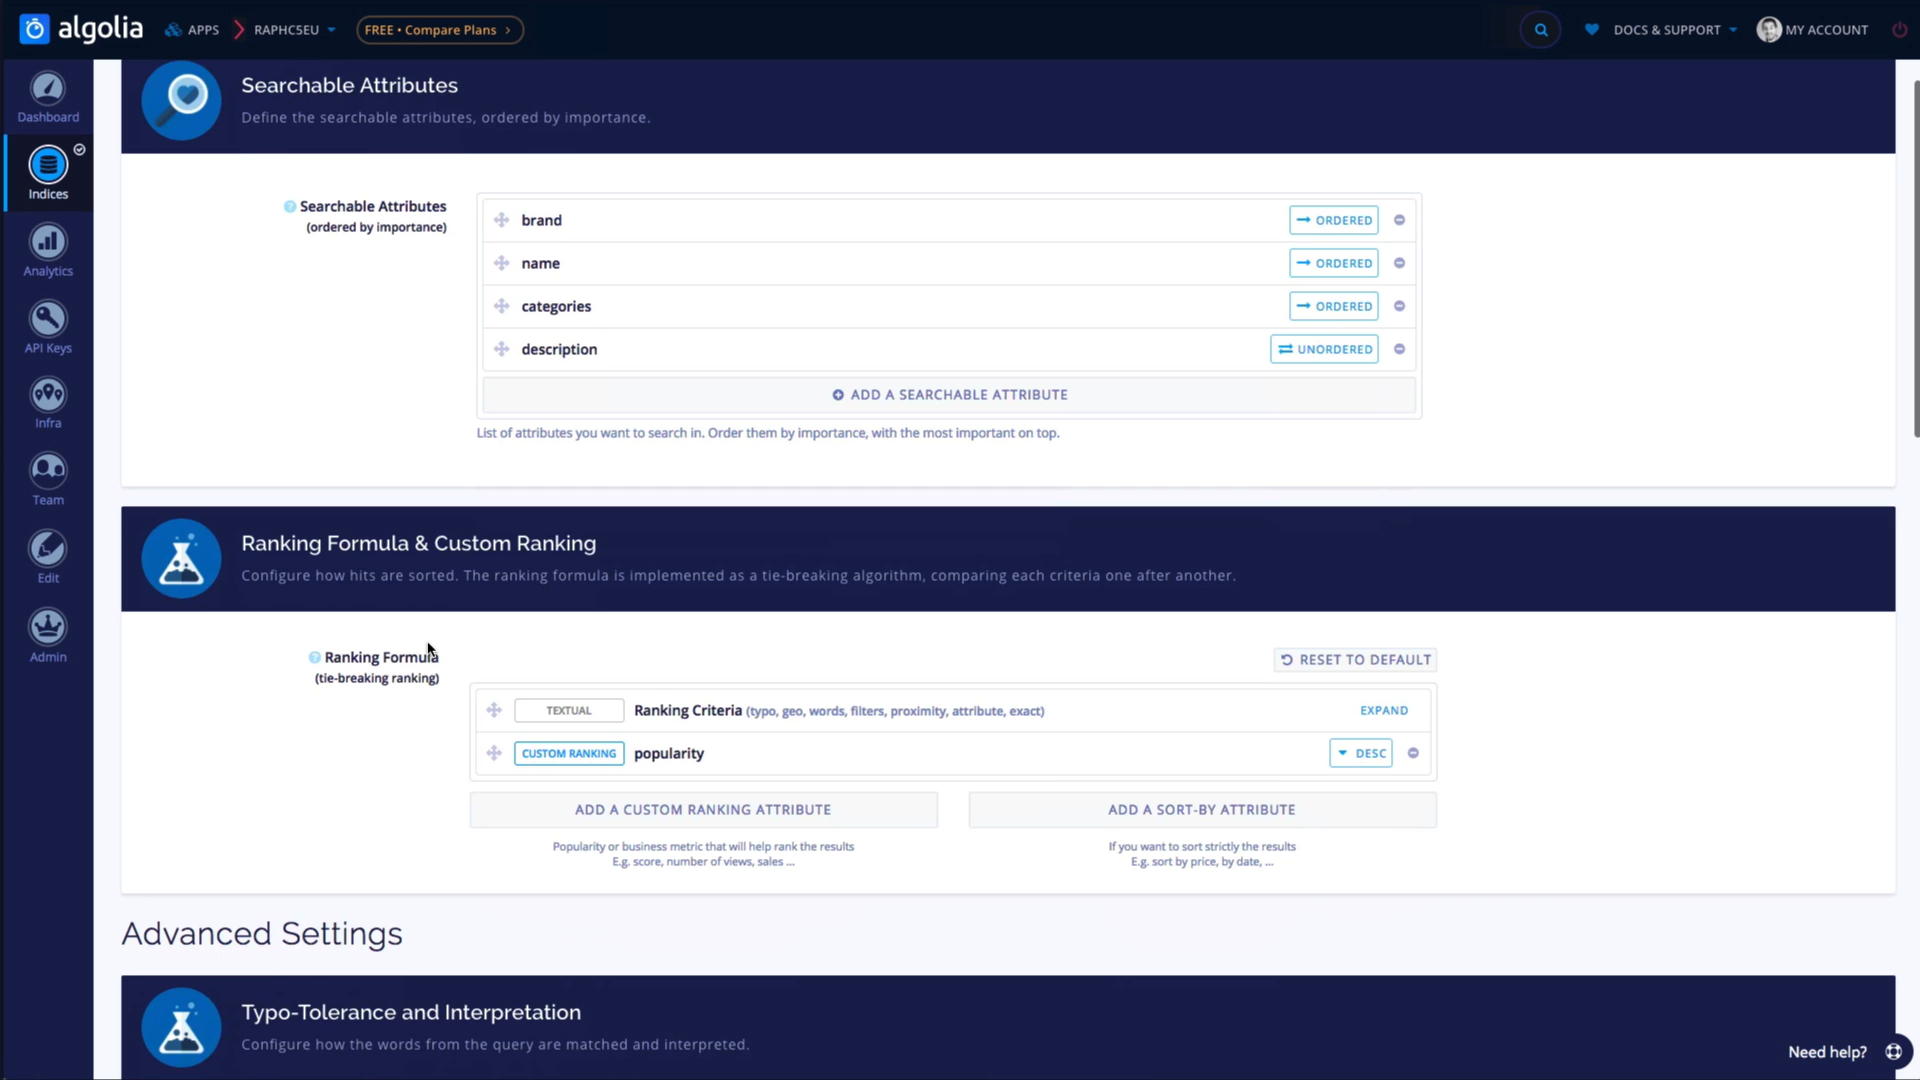 algolia APPS RAPHC5EU FREE • Compare Plans > DOCS & SUPPORT MY ACCOUNT
Dashboard
Indices
Analytics
API Keys
Infra
Team
Edit
Admin
Searchable Attributes
Define the searchable attributes, ordered by importance.
? Searchable Attributes
(ordered by importance)
brand ORDERED
name ORDERED
categories ORDERED
description UNORDERED
ADD A SEARCHABLE ATTRIBUTE
List of attributes you want to search in. Order them by importance, with the most important on top.
Ranking Formula & Custom Ranking
Configure how hits are sorted. The ranking formula is implemented as a tie-breaking algorithm, comparing each criteria one after another.
? Ranking Formula
(tie-breaking ranking)
RESET TO DEFAULT
TEXTUAL Ranking Criteria (typo, geo, words, filters, proximity, attribute, exact) EXPAND
CUSTOM RANKING popularity DESC
ADD A CUSTOM RANKING ATTRIBUTE
Popularity or business metric that will help rank the results
E.g. score, number of views, sales ...
ADD A SORT-BY ATTRIBUTE
If you want to sort strictly the results
E.g. sort by price, by date, ...
Advanced Settings
Typo-Tolerance and Interpretation
Configure how the words from the query are matched and interpreted.
Need help?